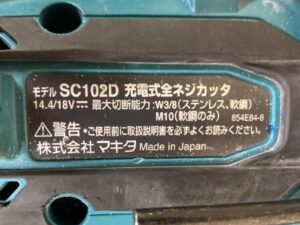 モデル SC102D 充電式全ネジカッタ
14.4/18V⎓ 最大切断能力:W3/8(ステンレス、軟鋼)
M10(軟鋼のみ) 854E84-8
⚠警告・ご使用前に取扱説明書を必ずよくお読みください。
株式会社マキタ Made in Japan